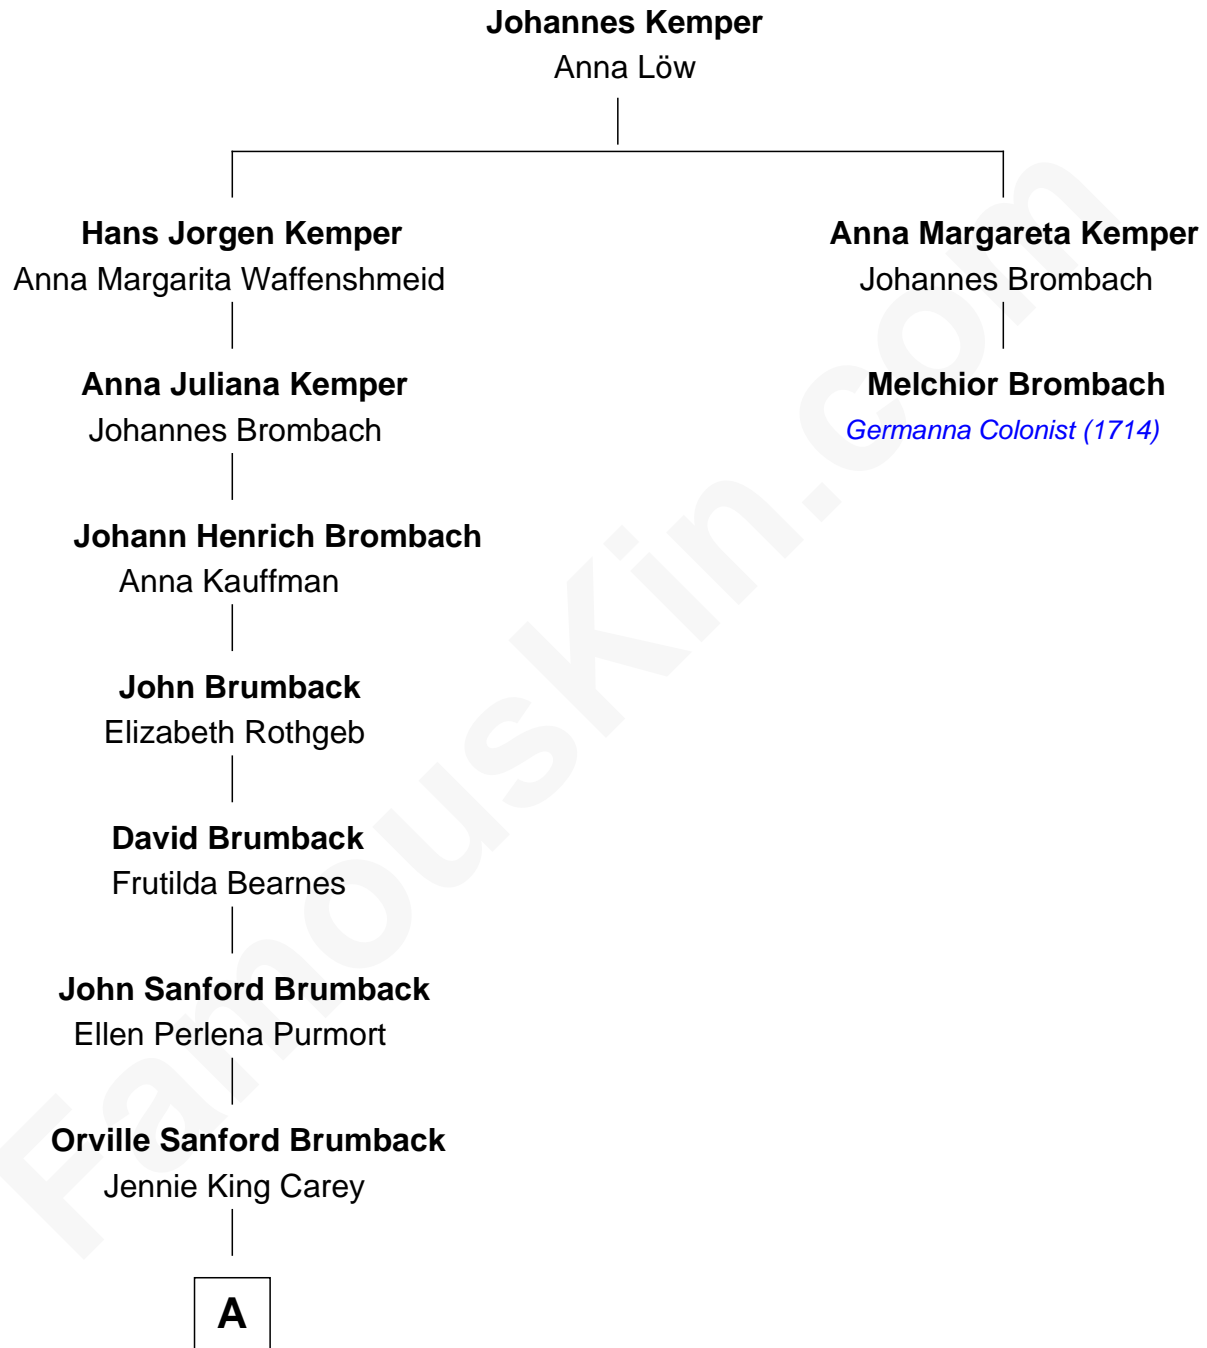 Johannes Kemper
Anna Löw
Hans Jorgen Kemper
Anna Margarita Waffenshmeid
Anna Margareta Kemper
Johannes Brombach
Anna Juliana Kemper
Johannes Brombach
Melchior Brombach
Germanna Colonist (1714)
Johann Henrich Brombach
Anna Kauffman
John Brumback
Elizabeth Rothgeb
David Brumback
Frutilda Bearnes
John Sanford Brumback
Ellen Perlena Purmort
Orville Sanford Brumback
Jennie King Carey
A
FamousKin.com